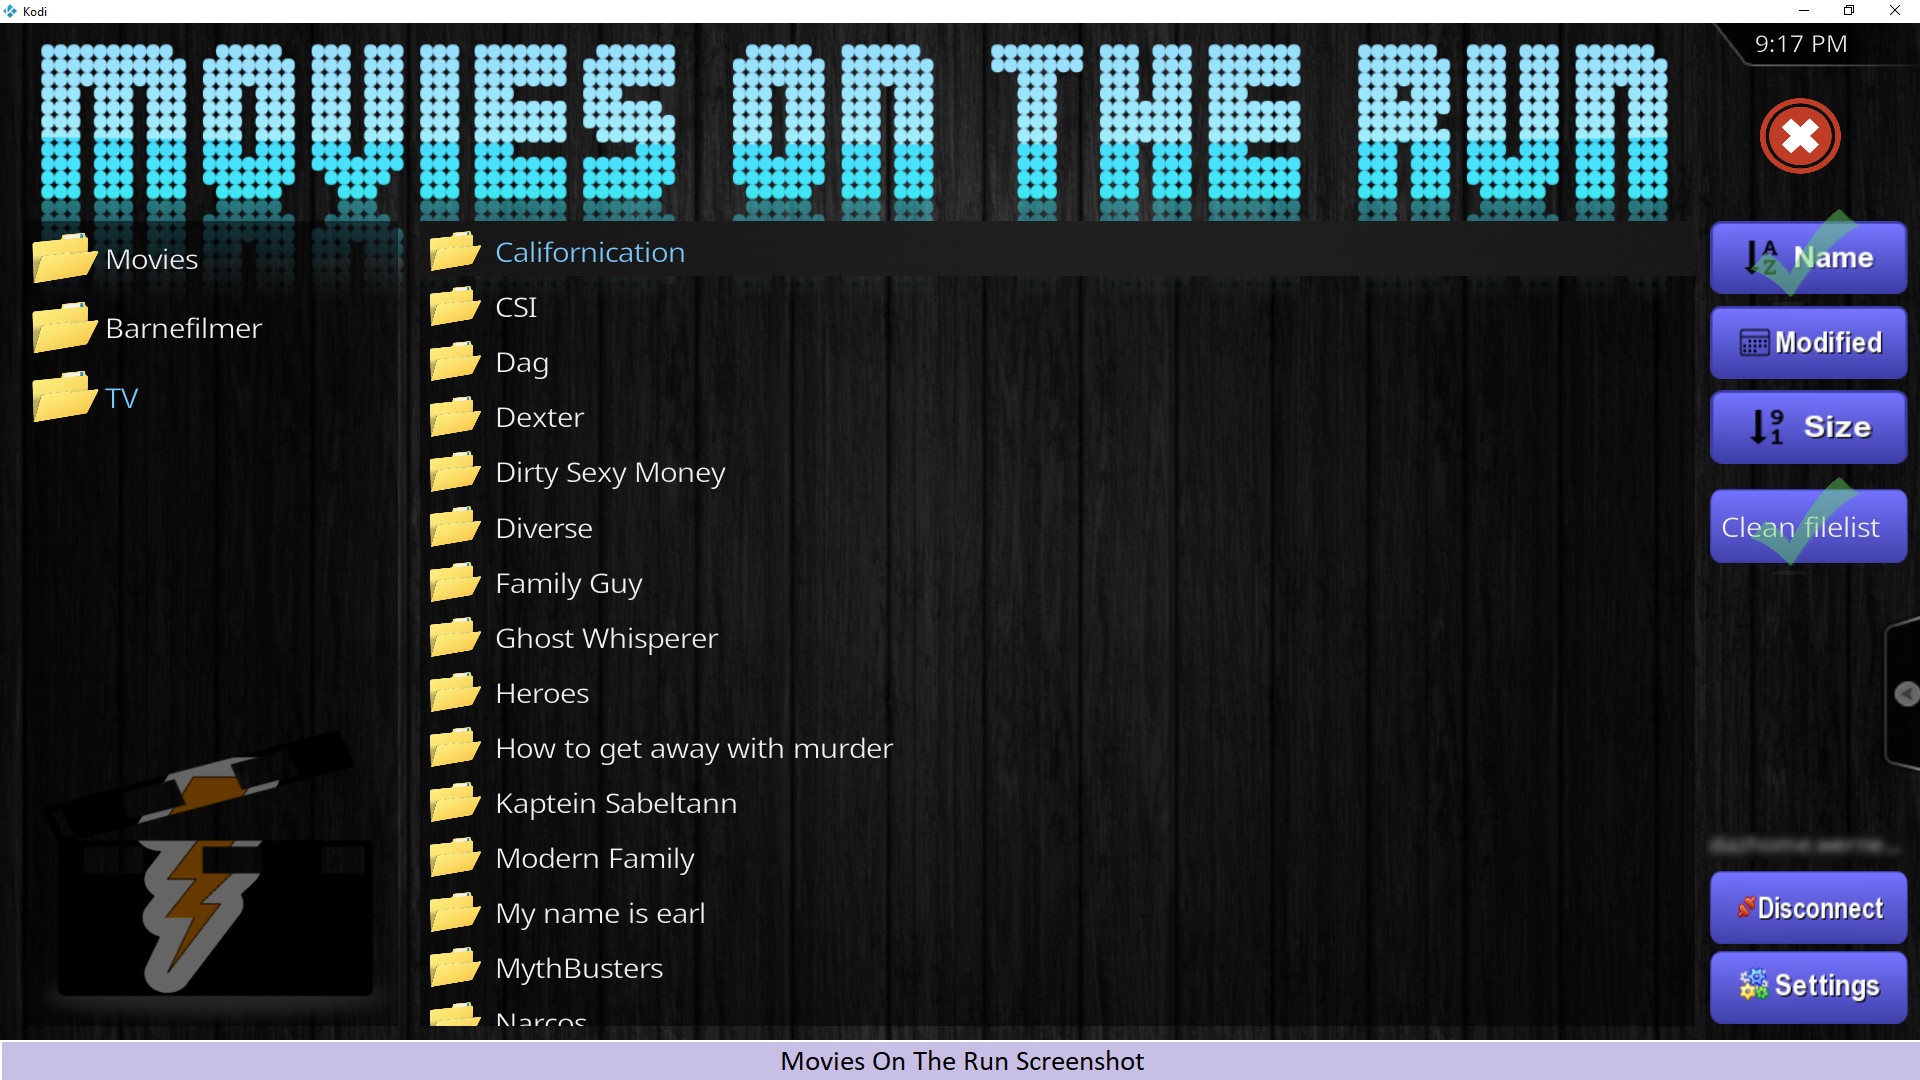 Kodi
MOVIES ON THE RUN
9:17 PM
Movies
Barnefilmer
TV
Californication
CSI
Dag
Dexter
Dirty Sexy Money
Diverse
Family Guy
Ghost Whisperer
Heroes
How to get away with murder
Kaptein Sabeltann
Modern Family
My name is earl
MythBusters
Narcos
A
Z
Name
Modified
9
1
Size
Clean filelist
Disconnect
Settings
Movies On The Run Screenshot